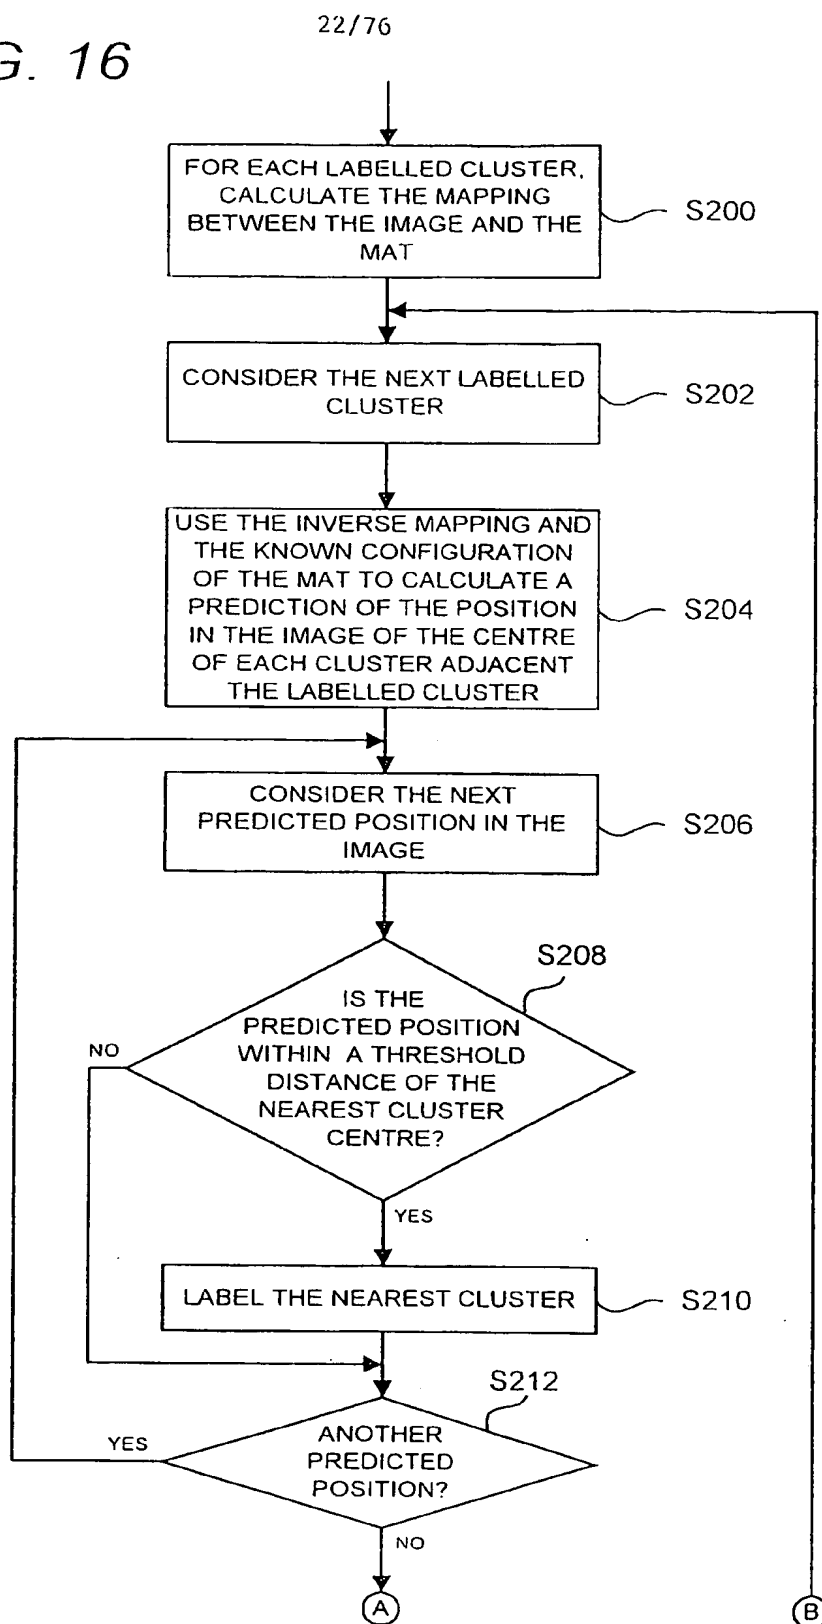 22/76
G. 16
FOR EACH LABELLED CLUSTER,
CALCULATE THE MAPPING
BETWEEN THE IMAGE AND THE
MAT
S200
CONSIDER THE NEXT LABELLED
CLUSTER
S202
USE THE INVERSE MAPPING AND
THE KNOWN CONFIGURATION
OF THE MAT TO CALCULATE A
PREDICTION OF THE POSITION
IN THE IMAGE OF THE CENTRE
OF EACH CLUSTER ADJACENT
THE LABELLED CLUSTER
S204
CONSIDER THE NEXT
PREDICTED POSITION IN THE
IMAGE
S206
S208
IS THE
PREDICTED POSITION
WITHIN A THRESHOLD
DISTANCE OF THE
NEAREST CLUSTER
CENTRE?
NO
YES
LABEL THE NEAREST CLUSTER
S210
S212
ANOTHER
PREDICTED
POSITION?
YES
NO
A
B